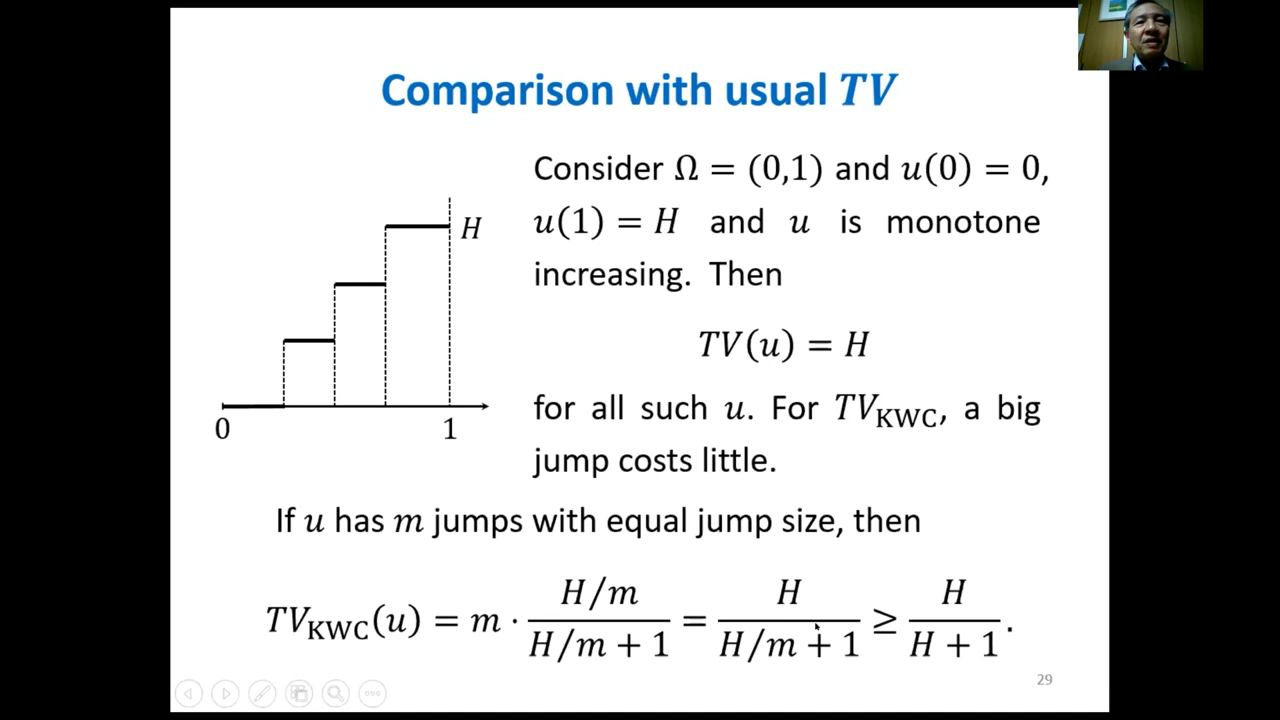 Comparison with usual TV
Consider Ω = (0,1) and u(0) = 0,
u(1) = H and u is monotone
increasing. Then
TV(u) = H
for all such u. For TV_KWC, a big
jump costs little.
H
0 1
If u has m jumps with equal jump size, then
TV_KWC(u) = m · (H/m)/(H/m + 1) = H/(H/m + 1) ≥ H/(H + 1).
29